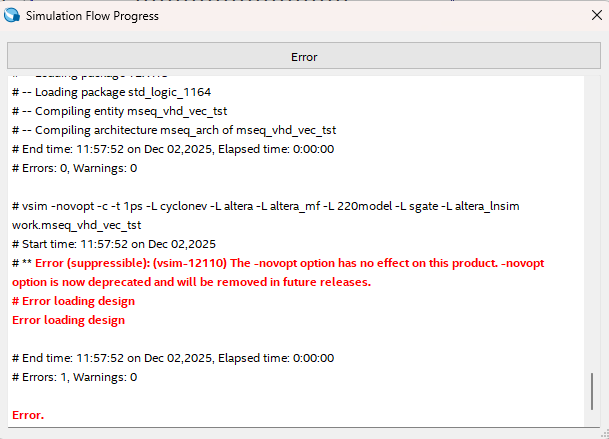 Simulation Flow Progress
Error
# -- Loading package std_logic_1164
# -- Compiling entity mseq_vhd_vec_tst
# -- Compiling architecture mseq_arch of mseq_vhd_vec_tst
# End time: 11:57:52 on Dec 02,2025, Elapsed time: 0:00:00
# Errors: 0, Warnings: 0
# vsim -novopt -c -t 1ps -L cyclonev -L altera -L altera_mf -L 220model -L sgate -L altera_lnsim
work.mseq_vhd_vec_tst
# Start time: 11:57:52 on Dec 02,2025
# ** Error (suppressible): (vsim-12110) The -novopt option has no effect on this product. -novopt
option is now deprecated and will be removed in future releases.
# Error loading design
Error loading design
# End time: 11:57:52 on Dec 02,2025, Elapsed time: 0:00:00
# Errors: 1, Warnings: 0
Error.